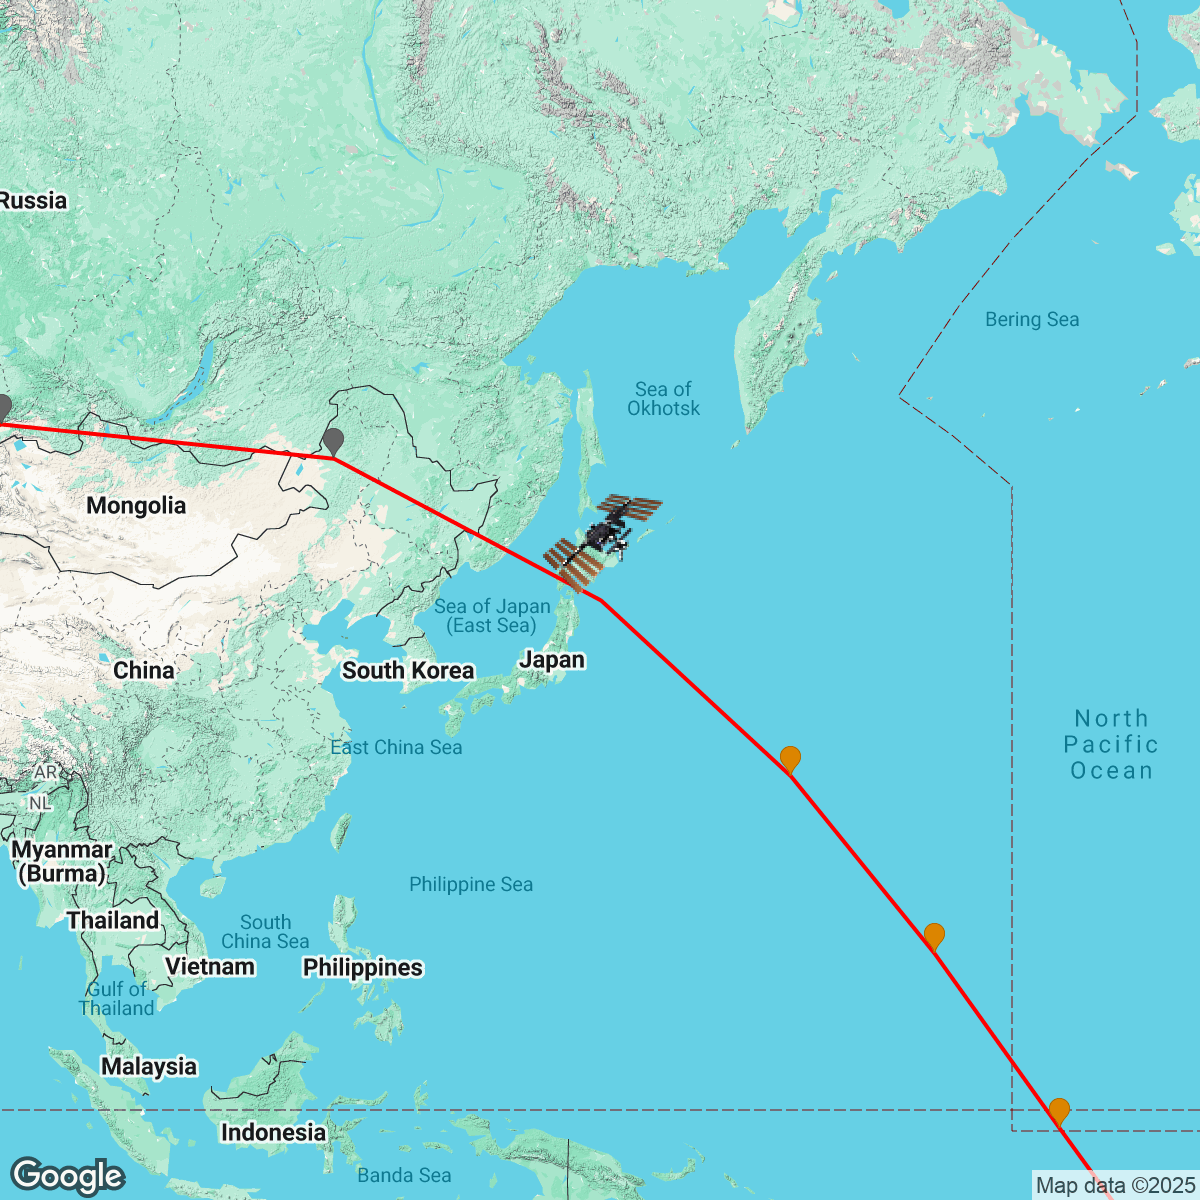 Russia
Bering Sea
Sea of
Okhotsk
Mongolia
Sea of Japan
(East Sea)
Japan
China
South Korea
East China Sea
North
Pacific
Ocean
AR
NL
Myanmar
(Burma)
Philippine Sea
Thailand
South
China Sea
Vietnam
Philippines
Gulf of
Thailand
Malaysia
Indonesia
Banda Sea
Google
Map data ©2025